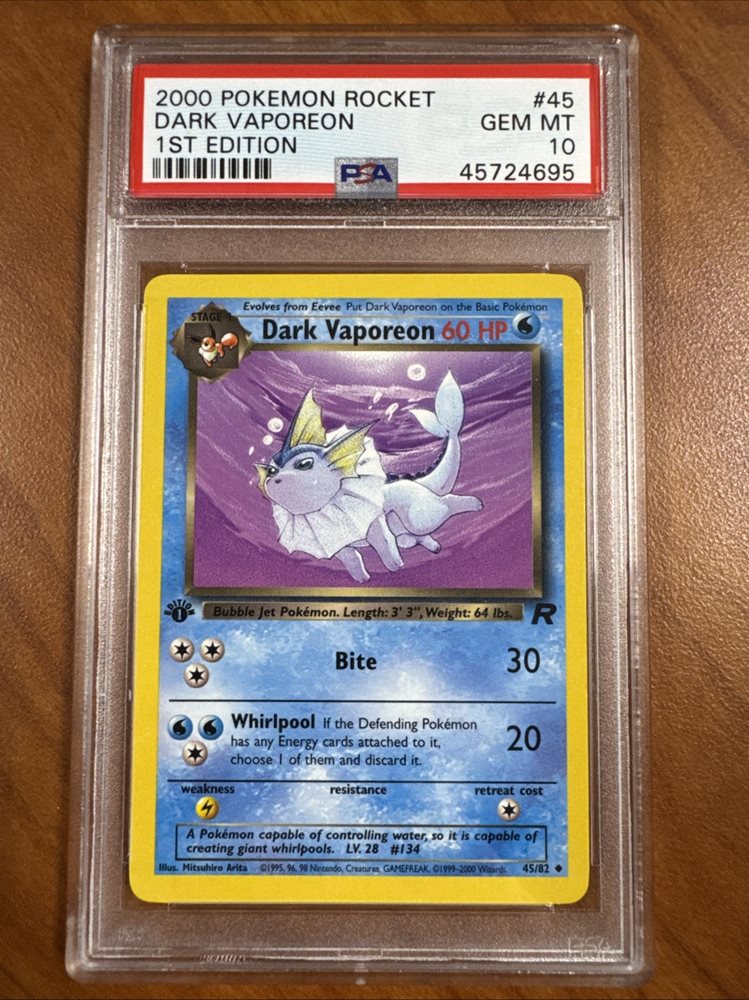 2000 POKEMON ROCKET #45
DARK VAPOREON GEM MT
1ST EDITION 10
PSA 45724695
Evolves from Eevee Put Dark Vaporeon on the Basic Pokémon
STAGE 1
Dark Vaporeon 60 HP
EDITION
1
Bubble Jet Pokémon. Length: 3' 3", Weight: 64 lbs.
R
Bite 30
Whirlpool If the Defending Pokémon
has any Energy cards attached to it,
choose 1 of them and discard it.
20
weakness resistance retreat cost
A Pokémon capable of controlling water, so it is capable of
creating giant whirlpools. LV. 28 #134
Illus. Mitsuhiro Arita ©1995, 96, 98 Nintendo, Creatures, GAMEFREAK. ©1999-2000 Wizards. 45/82
PSA